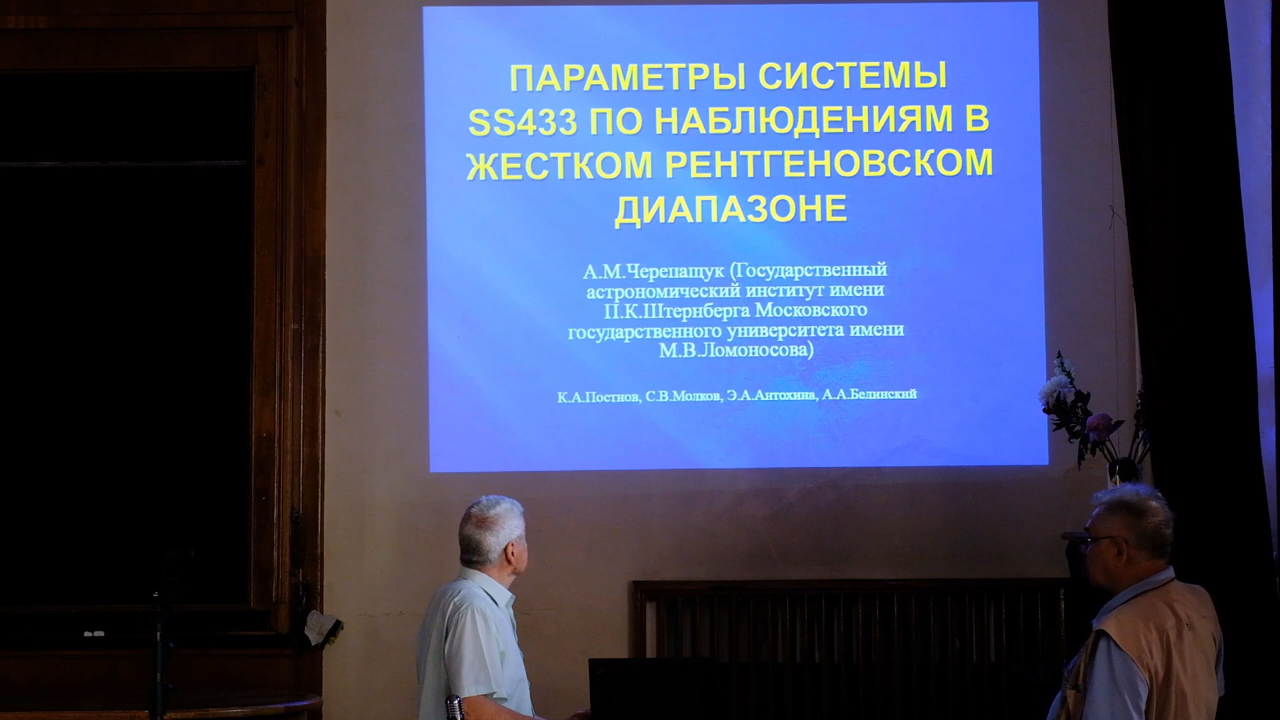 ПАРАМЕТРЫ СИСТЕМЫ
SS433 ПО НАБЛЮДЕНИЯМ В
ЖЕСТКОМ РЕНТГЕНОВСКОМ
ДИАПАЗОНЕ
А.М.Черепащук (Государственный
астрономический институт имени
П.К.Штернберга Московского
государственного университета имени
М.В.Ломоносова)
К.А.Постнов, С.В.Молков, Э.А.Антохина, А.А.Белинский